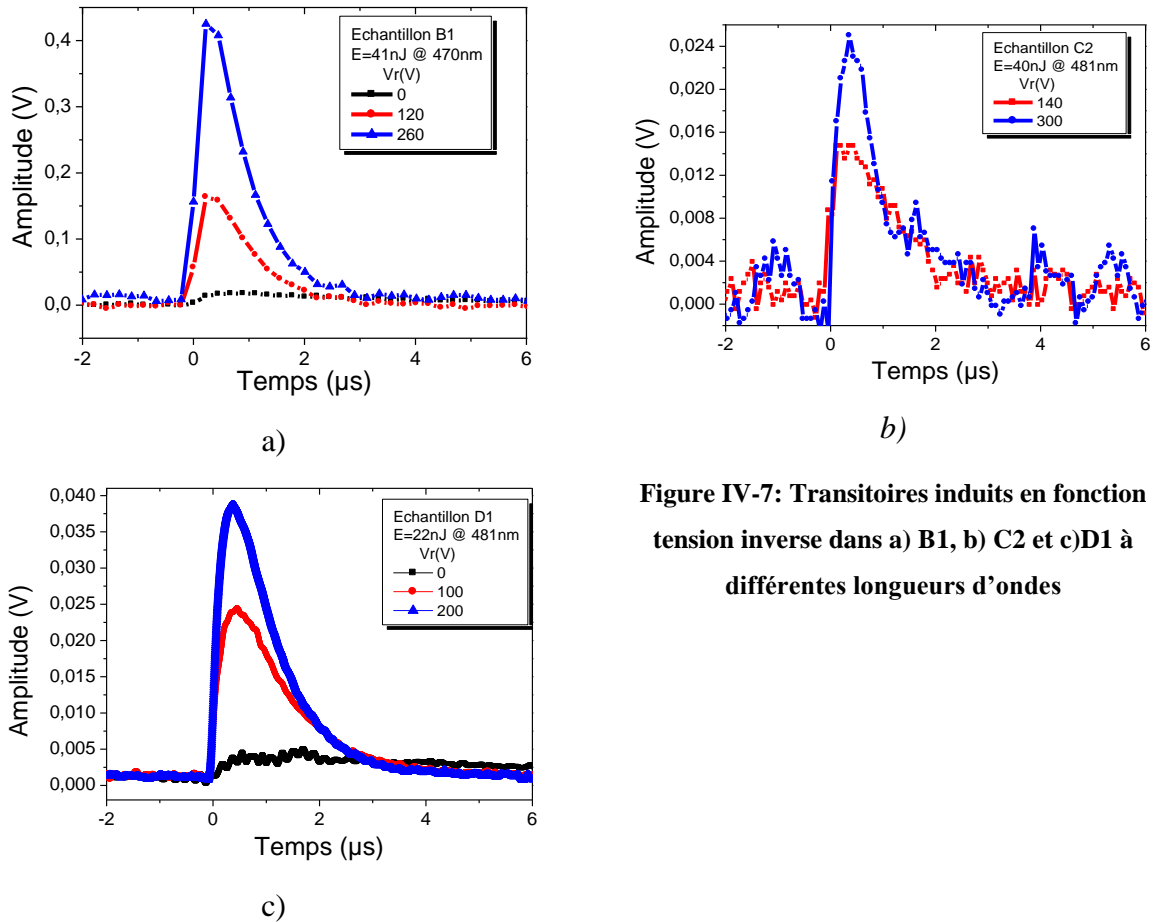 0,4
0,3
0,2
0,1
0,0
Amplitude (V)
Echantillon B1
E=41nJ @ 470nm
Vr(V)
0
120
260
-2 0 2 4 6
Temps (µs)
a)
0,024
0,020
0,016
0,012
0,008
0,004
0,000
Amplitude (V)
Echantillon C2
E=40nJ @ 481nm
Vr(V)
140
300
-2 0 2 4 6
Temps (µs)
b)
0,040
0,035
0,030
0,025
0,020
0,015
0,010
0,005
0,000
Amplitude (V)
Echantillon D1
E=22nJ @ 481nm
Vr(V)
0
100
200
-2 0 2 4 6
Temps (µs)
c)
Figure IV-7: Transitoires induits en fonction
tension inverse dans a) B1, b) C2 et c)D1 à
différentes longueurs d’ondes